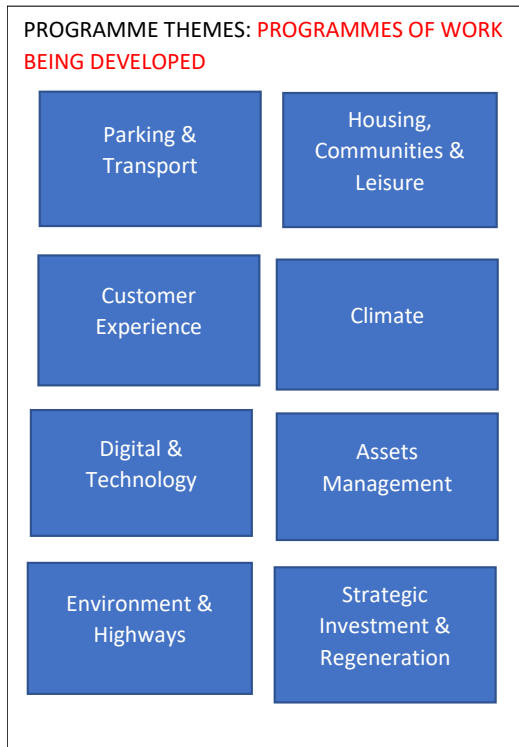 PROGRAMME THEMES: PROGRAMMES OF WORK
BEING DEVELOPED
Parking &
Transport
Housing,
Communities &
Leisure
Customer
Experience
Climate
Digital &
Technology
Assets
Management
Environment &
Highways
Strategic
Investment &
Regeneration